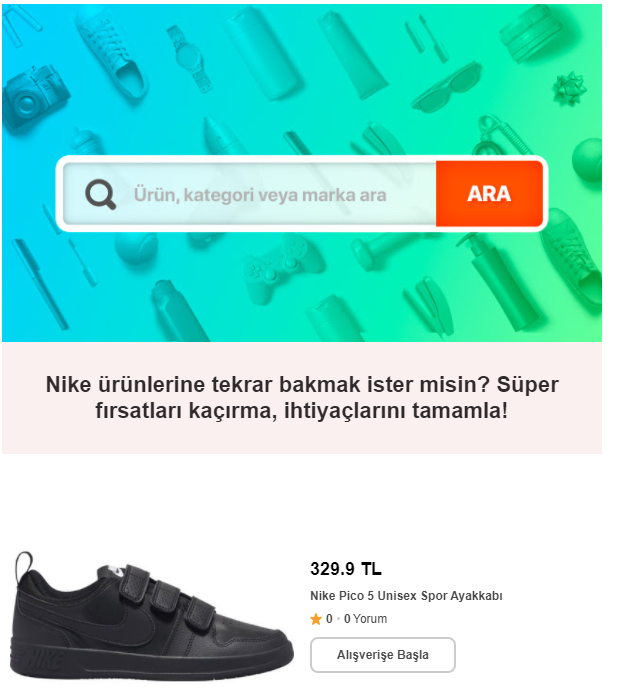 Ürün, kategori veya marka ara
ARA
Nike ürünlerine tekrar bakmak ister misin? Süper
fırsatları kaçırma, ihtiyaçlarını tamamla!
329.9 TL
Nike Pico 5 Unisex Spor Ayakkabı
0 · 0 Yorum
Alışverişe Başla
NIKE